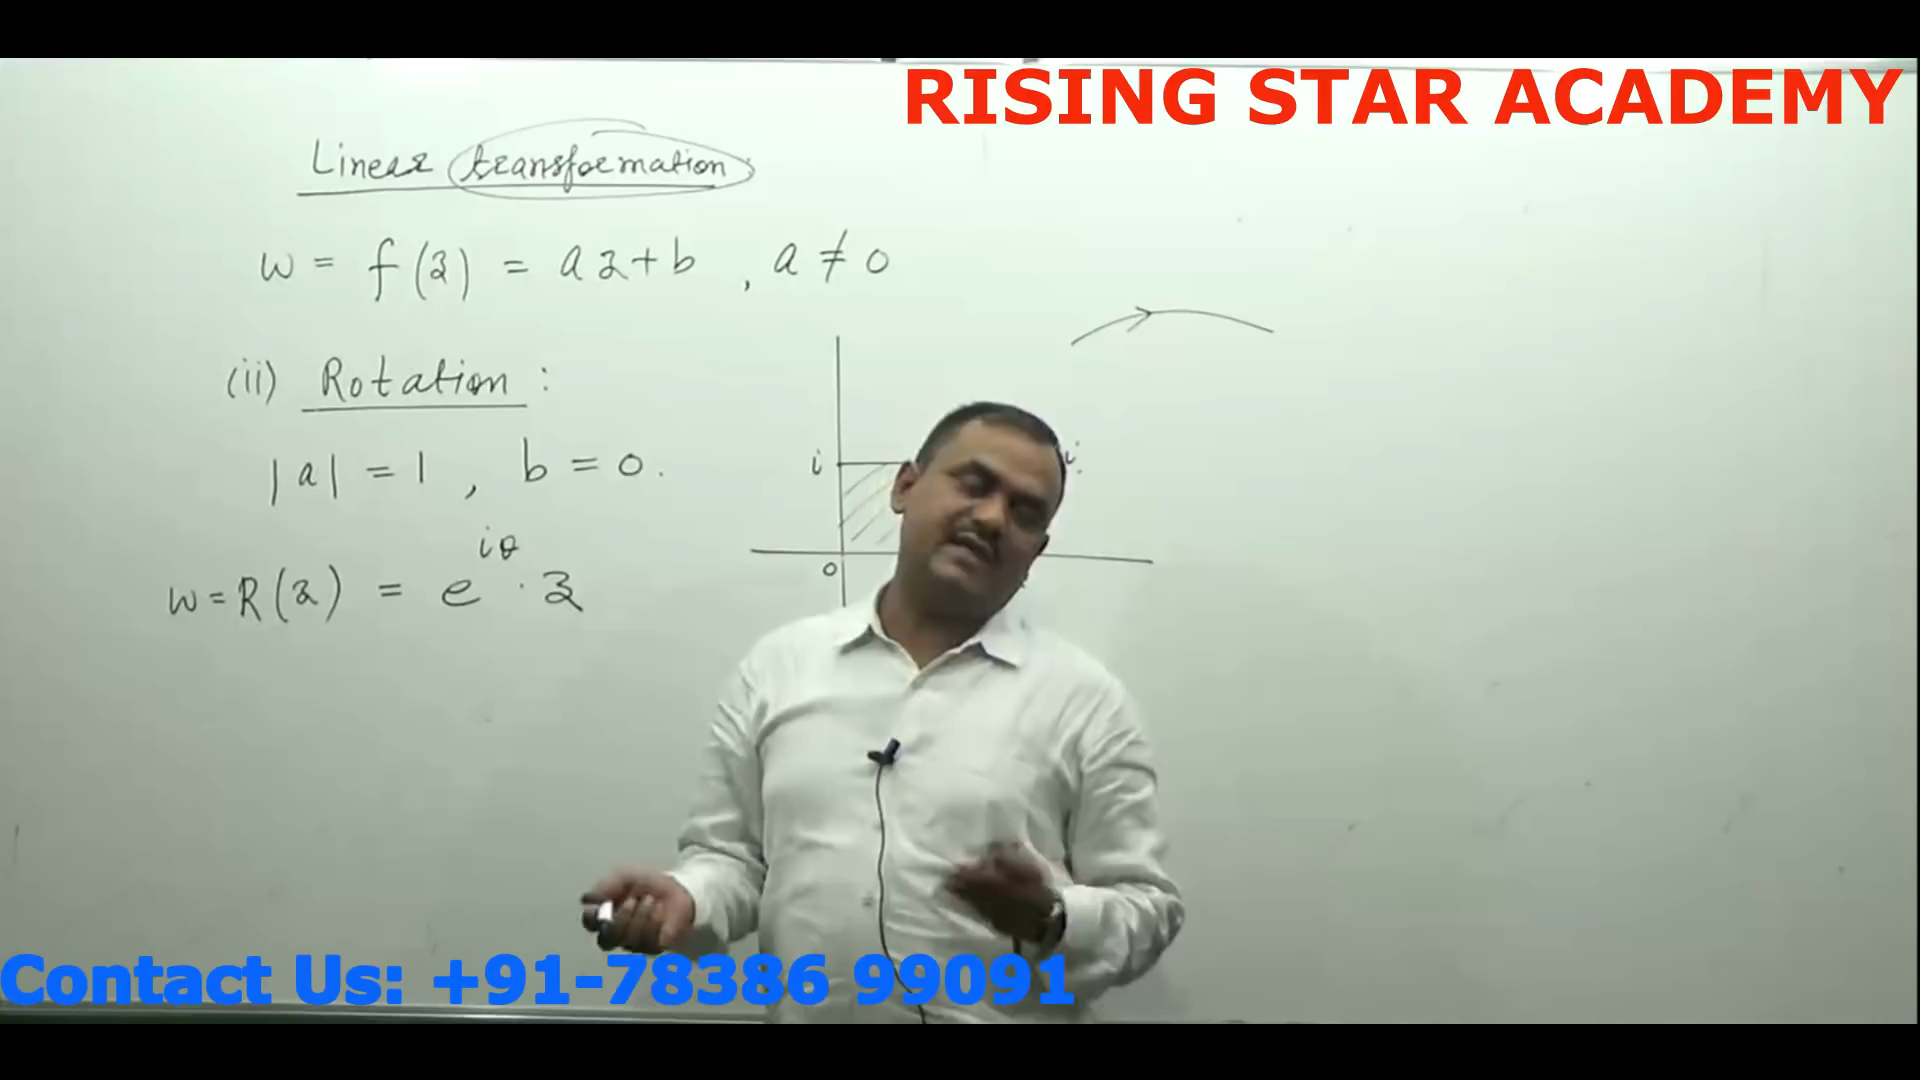 RISING STAR ACADEMY
Linear transformation
w = f(z) = az+b , a ≠ 0
(ii) Rotation :
|a| = 1 , b = 0.
w = R(z) = e^{iθ} · z
i
i
0
Contact Us: +91-78386 99091